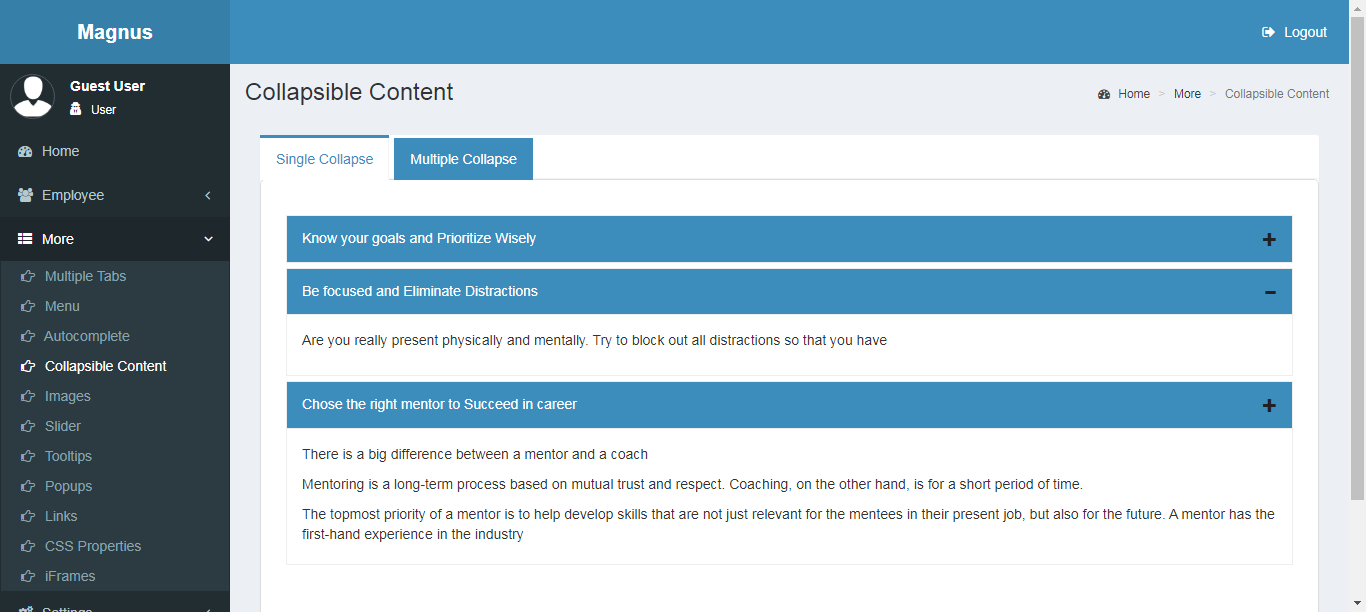 Magnus
Logout
Guest User
User
Home
Employee
More
Multiple Tabs
Menu
Autocomplete
Collapsible Content
Images
Slider
Tooltips
Popups
Links
CSS Properties
iFrames
Settings
Collapsible Content
Home > More > Collapsible Content
Single Collapse
Multiple Collapse
Know your goals and Prioritize Wisely
Be focused and Eliminate Distractions
Are you really present physically and mentally. Try to block out all distractions so that you have
Chose the right mentor to Succeed in career
There is a big difference between a mentor and a coach
Mentoring is a long-term process based on mutual trust and respect. Coaching, on the other hand, is for a short period of time.
The topmost priority of a mentor is to help develop skills that are not just relevant for the mentees in their present job, but also for the future. A mentor has the
first-hand experience in the industry